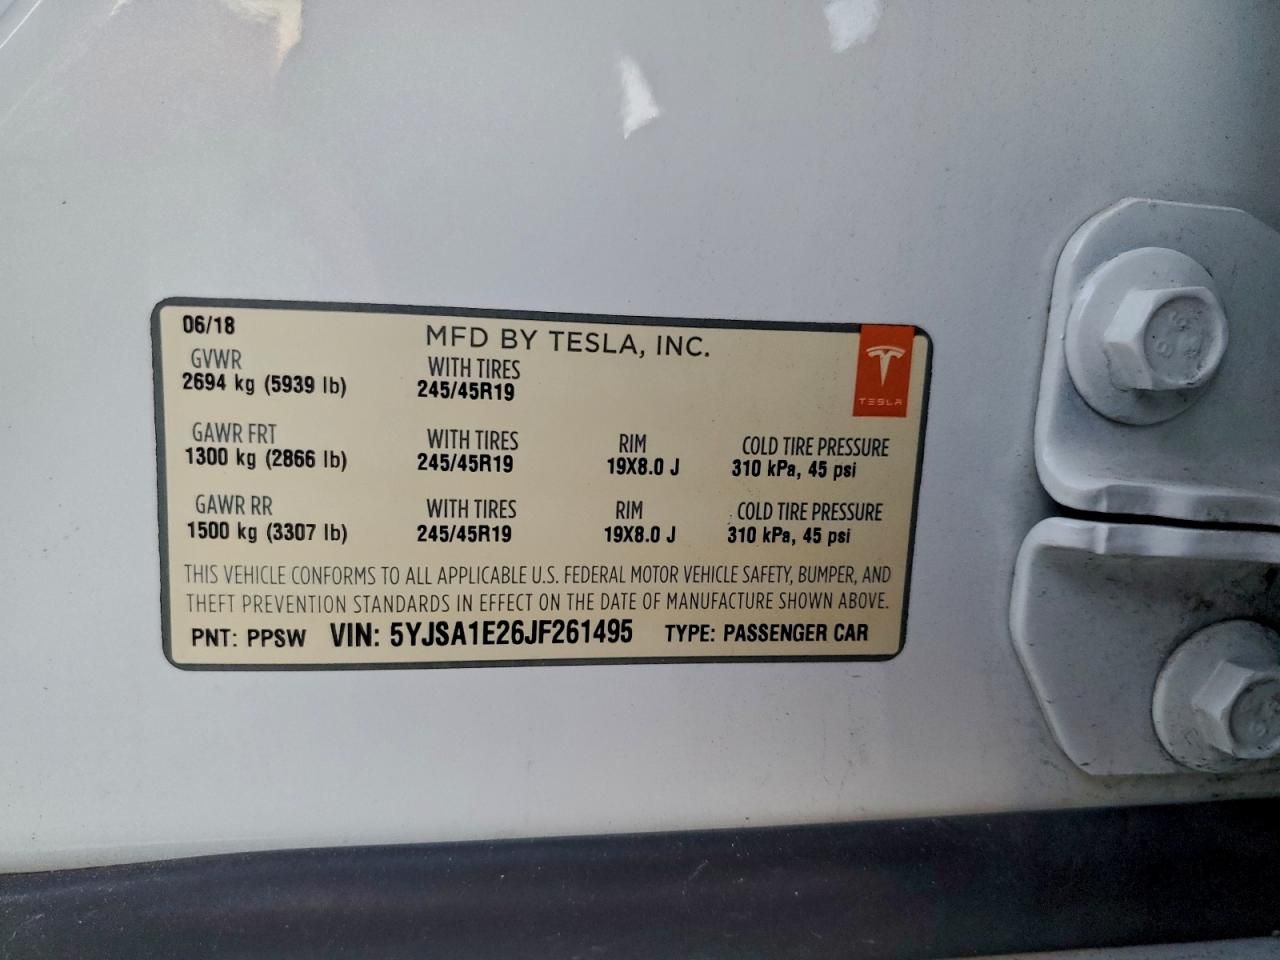 06/18
MFD BY TESLA, INC.
GVWR WITH TIRES
2694 kg (5939 lb) 245/45R19
TESLA
GAWR FRT WITH TIRES RIM COLD TIRE PRESSURE
1300 kg (2866 lb) 245/45R19 19X8.0 J 310 kPa, 45 psi
GAWR RR WITH TIRES RIM COLD TIRE PRESSURE
1500 kg (3307 lb) 245/45R19 19X8.0 J 310 kPa, 45 psi
THIS VEHICLE CONFORMS TO ALL APPLICABLE U.S. FEDERAL MOTOR VEHICLE SAFETY, BUMPER, AND
THEFT PREVENTION STANDARDS IN EFFECT ON THE DATE OF MANUFACTURE SHOWN ABOVE.
PNT: PPSW VIN: 5YJSA1E26JF261495 TYPE: PASSENGER CAR